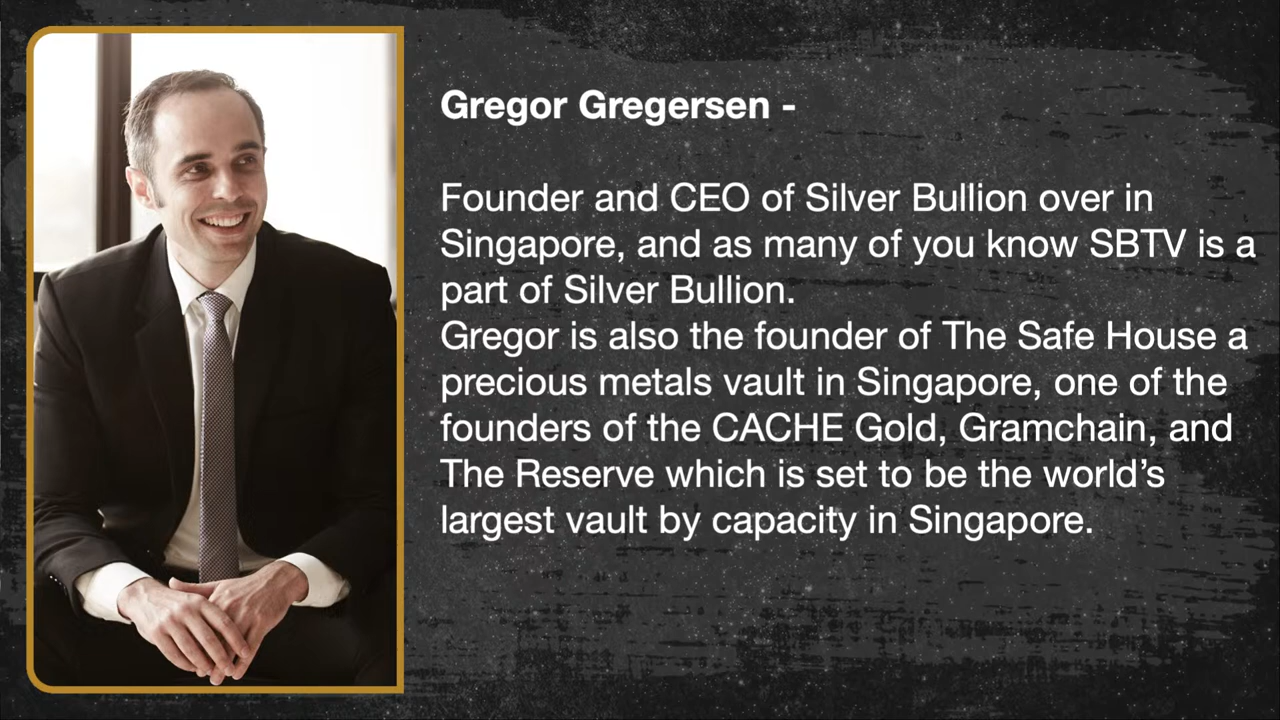 Gregor Gregersen -
Founder and CEO of Silver Bullion over in
Singapore, and as many of you know SBTV is a
part of Silver Bullion.
Gregor is also the founder of The Safe House a
precious metals vault in Singapore, one of the
founders of the CACHE Gold, Gramchain, and
The Reserve which is set to be the world’s
largest vault by capacity in Singapore.